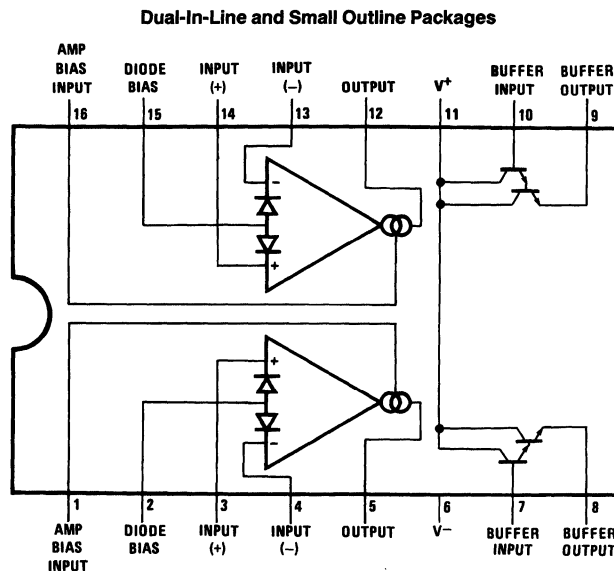 Dual-In-Line and Small Outline Packages
AMP
BIAS
INPUT
DIODE
BIAS
INPUT
(+)
INPUT
(−)
OUTPUT
V+
BUFFER
INPUT
BUFFER
OUTPUT
16 15 14 13 12 11 10 9
−
+
+
−
1 2 3 4 5 6 7 8
AMP
BIAS
INPUT
DIODE
BIAS
INPUT
(+)
INPUT
(−)
OUTPUT
V−
BUFFER
INPUT
BUFFER
OUTPUT